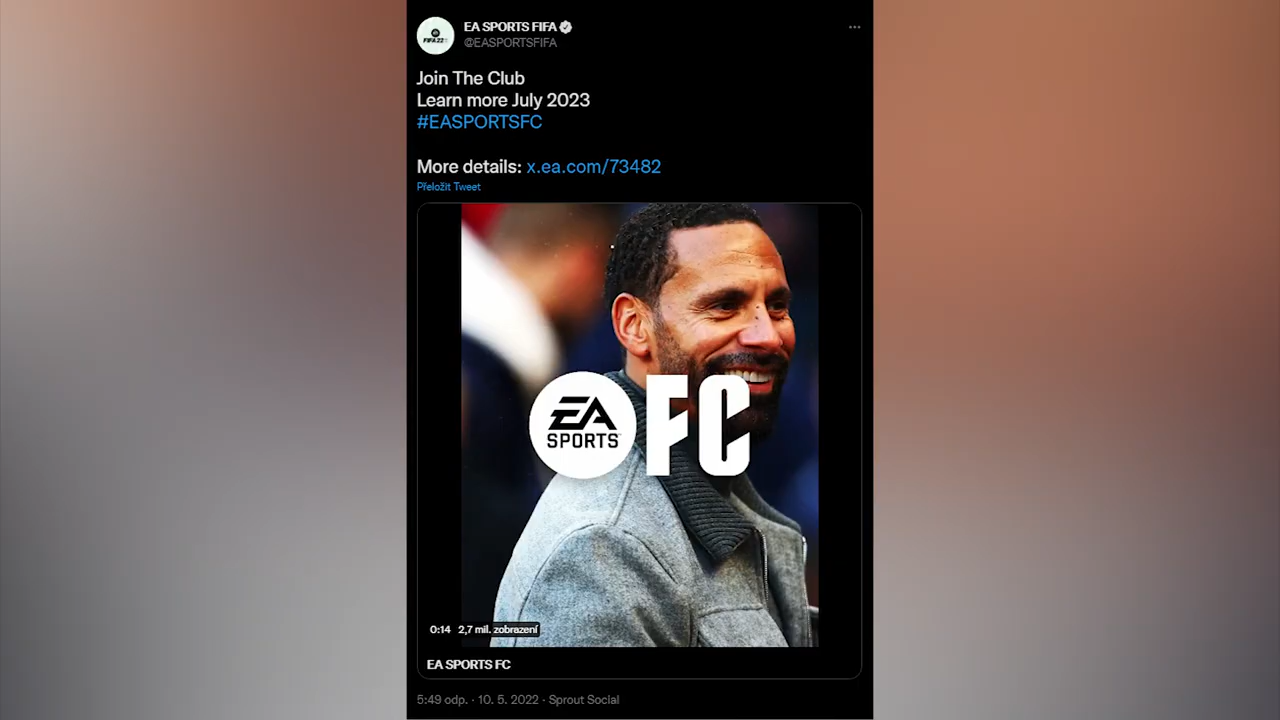 EA SPORTS FIFA
@EASPORTSFIFA
Join The Club
Learn more July 2023
#EASPORTSFC
More details: x.ea.com/73482
Přeložit Tweet
EA SPORTS FC
0:14 2,7 mil. zobrazení
EA SPORTS FC
5:49 odp. · 10. 5. 2022 · Sprout Social